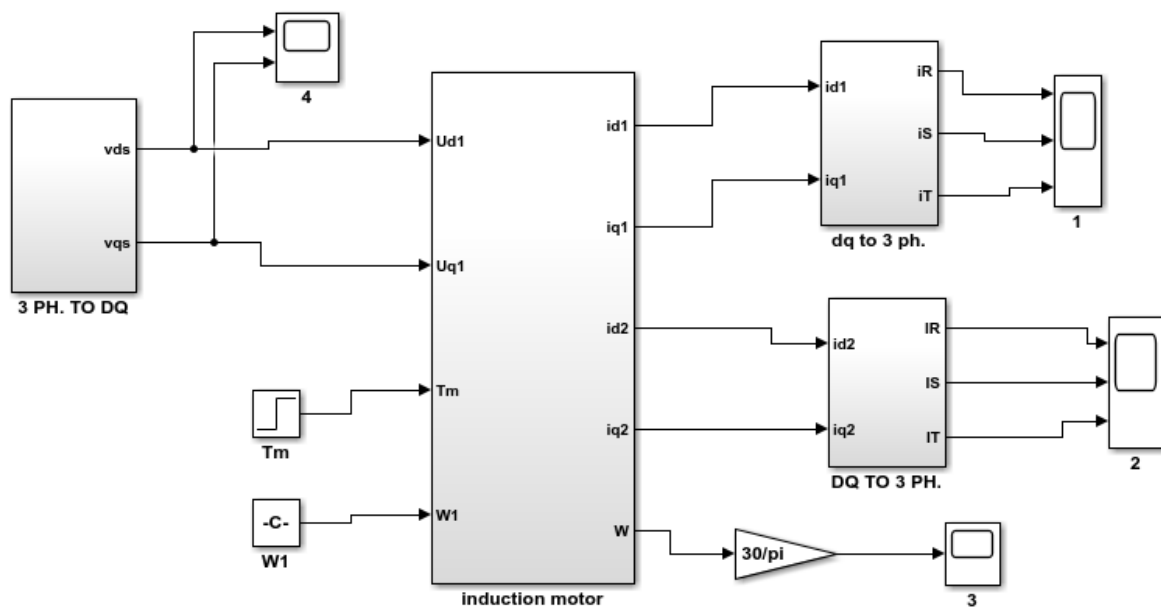 4
vds
vqs
3 PH. TO DQ
Tm
-C-
W1
Ud1
Uq1
Tm
W1
id1
iq1
id2
iq2
W
induction motor
id1
iq1
iR
iS
iT
dq to 3 ph.
1
id2
iq2
IR
IS
IT
DQ TO 3 PH.
2
30/pi
3